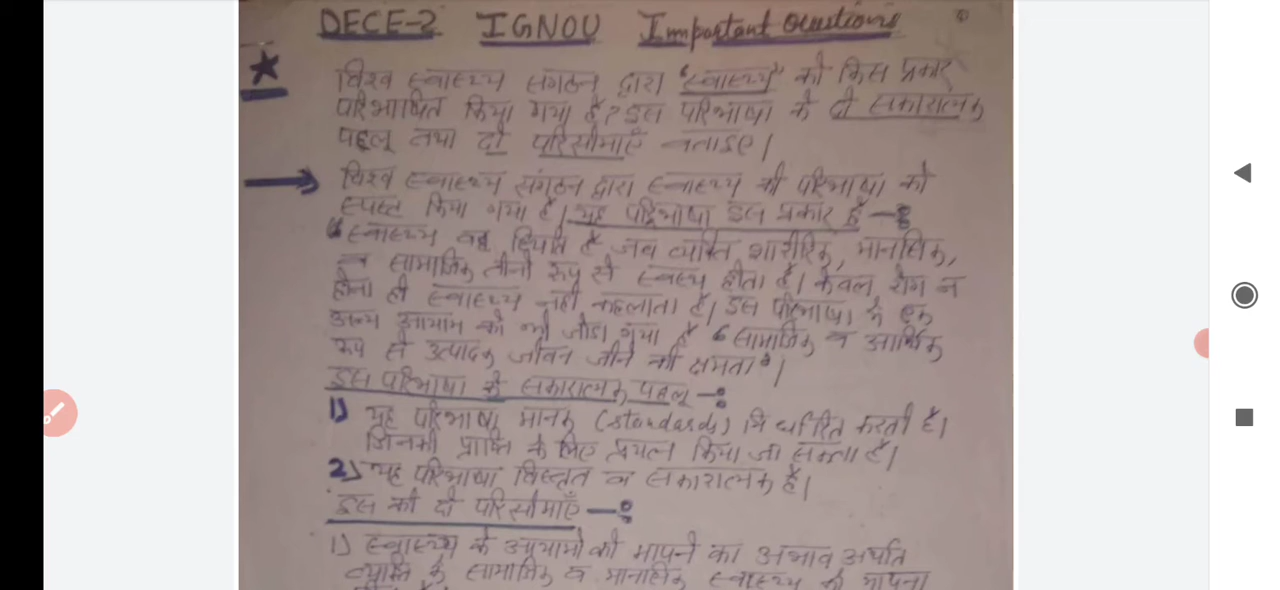 DECE-2 IGNOU Important Questions
विश्व स्वास्थ्य संगठन द्वारा "स्वास्थ्य" को किस प्रकार
परिभाषित किया गया है? इस परिभाषा के दो सकारात्मक
पहलू तथा दो परिसीमाएँ बताइए।
विश्व स्वास्थ्य संगठन द्वारा स्वास्थ्य की परिभाषा को
स्पष्ट किया गया है। यह परिभाषा इस प्रकार है —:
"स्वास्थ्य वह स्थिति है जब व्यक्ति शारीरिक, मानसिक,
व सामाजिक तीनो रूप से स्वस्थ होता है। केवल रोग न
होना ही स्वास्थ्य नही कहलाता है। इस परिभाषा में एक
अन्य आयाम को भी जोडा गया है "सामाजिक व आर्थिक
रूप से उत्पादक जीवन जीने की क्षमता"।
इस परिभाषा के सकारात्मक पहलू —:
1) यह परिभाषा मानक (standards) निर्धारित करती है।
जिनकी प्राप्ति के लिए प्रयत्न किया जा सकता है।
2) यह परिभाषा विस्तृत व सकारात्मक है।
इस की दो परिसीमाएँ —:
1) स्वास्थ्य के आयामो को मापने का अभाव अर्थात
व्यक्ति के सामाजिक व मानसिक स्वास्थ्य को मापना